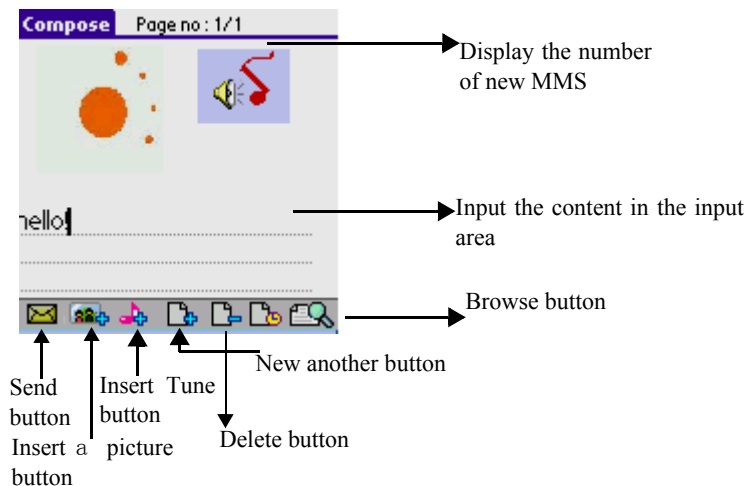 Compose Page no : 1/1
Display the number
of new MMS
hello!
Input the content in the input
area
Browse button
New another button
Send
button
Insert Tune
button
Insert a picture
button
Delete button